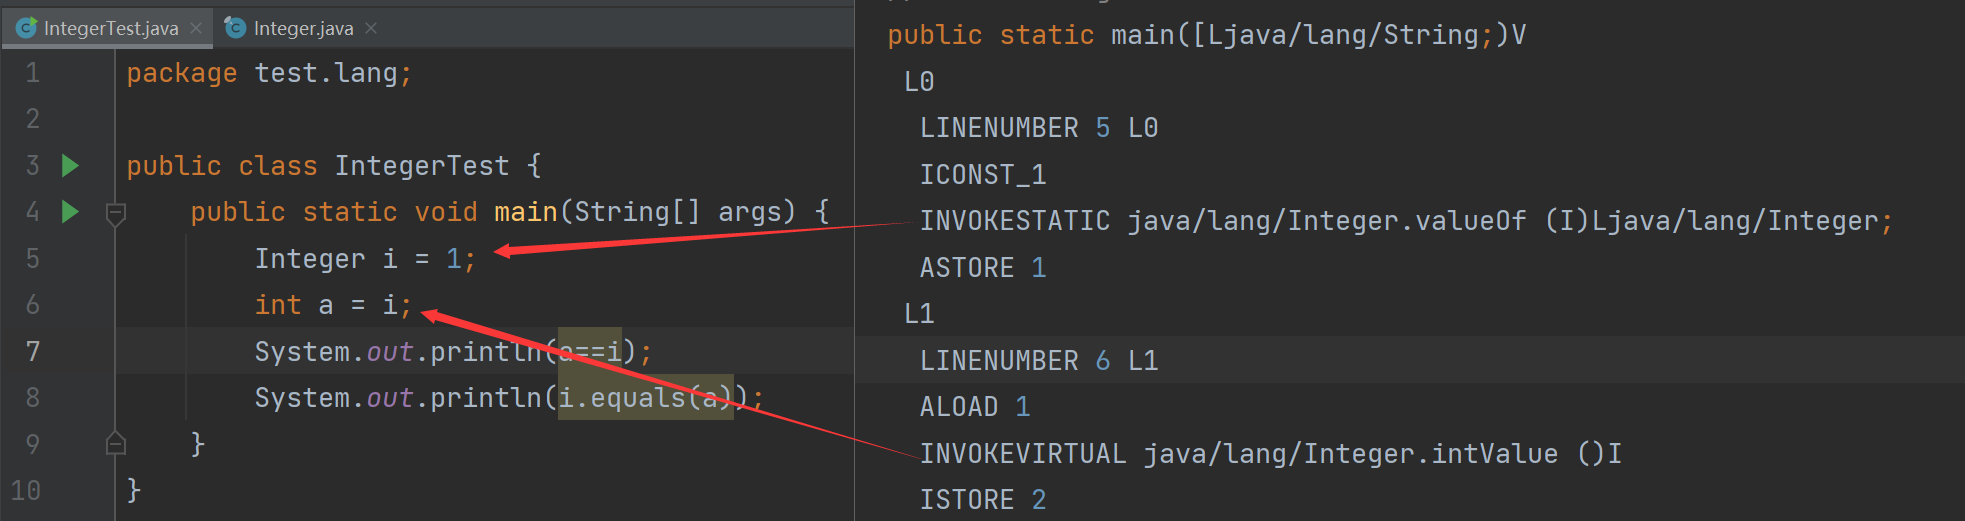 IntegerTest.java
Integer.java
1 package test.lang;
2
3 public class IntegerTest {
4 public static void main(String[] args) {
5 Integer i = 1;
6 int a = i;
7 System.out.println(a==i);
8 System.out.println(i.equals(a));
9 }
10 }
public static main([Ljava/lang/String;)V
L0
LINENUMBER 5 L0
ICONST_1
INVOKESTATIC java/lang/Integer.valueOf (I)Ljava/lang/Integer;
ASTORE 1
L1
LINENUMBER 6 L1
ALOAD 1
INVOKEVIRTUAL java/lang/Integer.intValue ()I
ISTORE 2